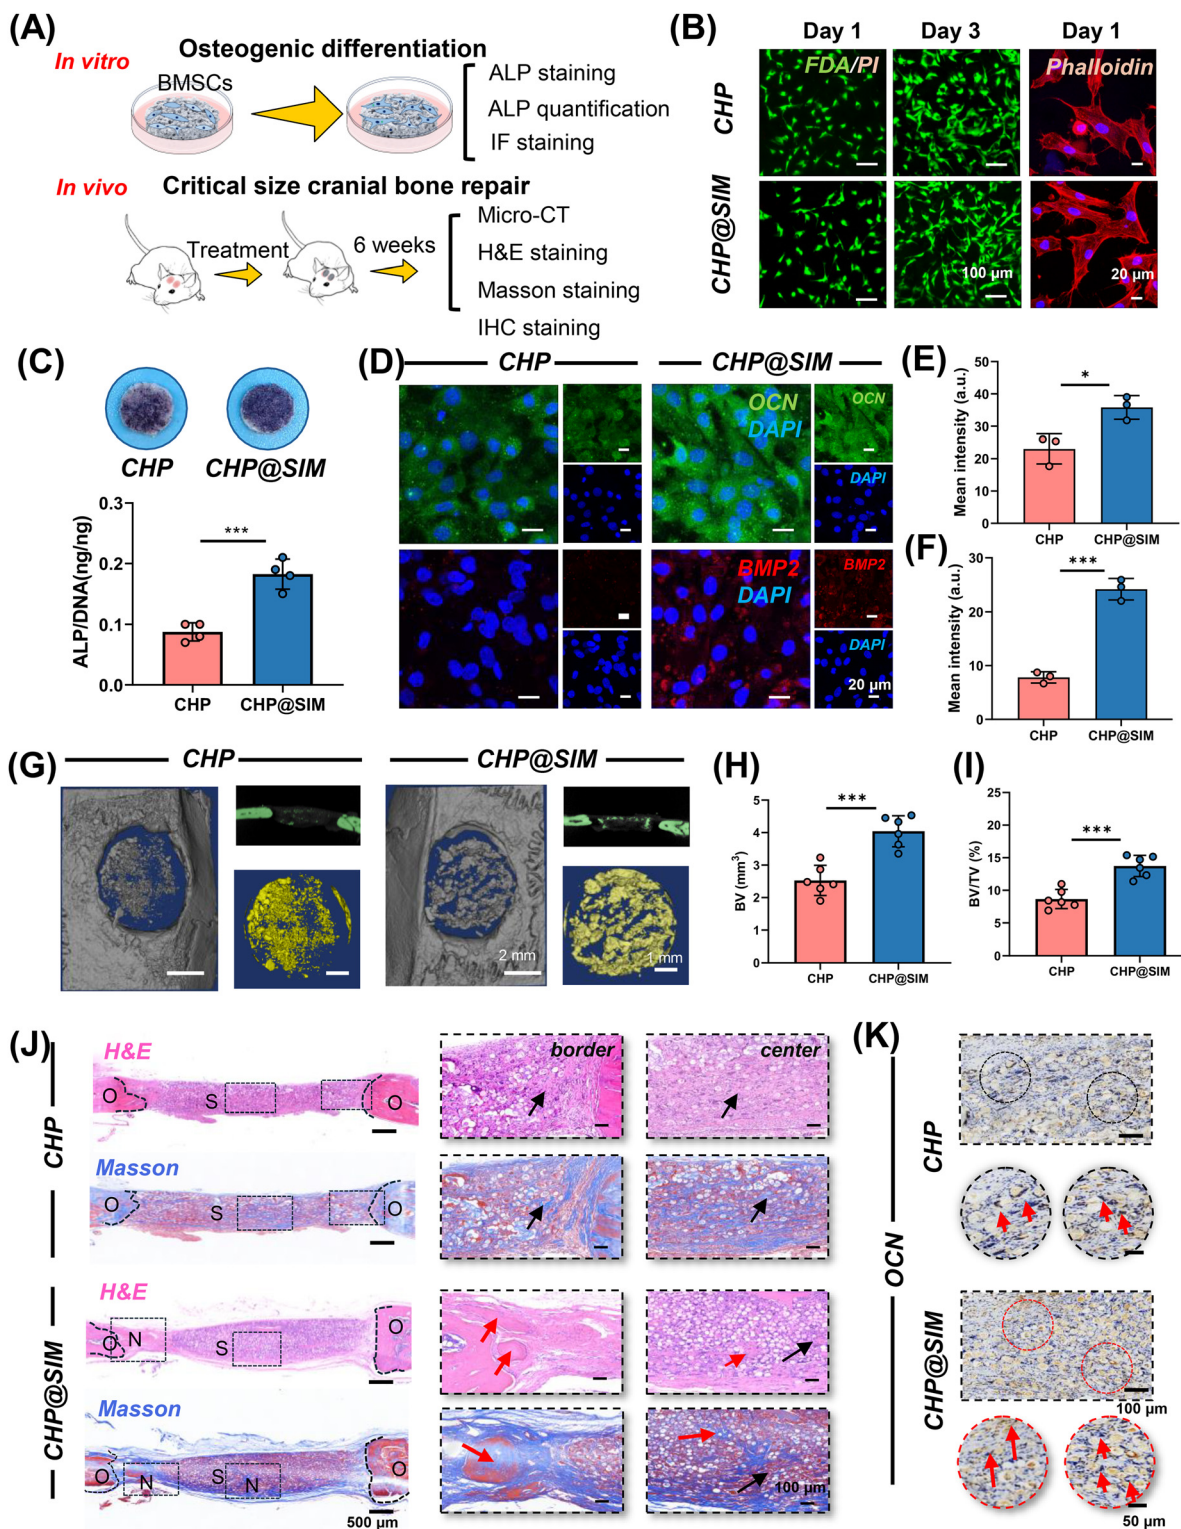 (A)
In vitro
Osteogenic differentiation
BMSCs
ALP staining
ALP quantification
IF staining
In vivo
Critical size cranial bone repair
Treatment
6 weeks
Micro-CT
H&E staining
Masson staining
IHC staining
(B)
Day 1
Day 3
Day 1
FDA/PI
Phalloidin
CHP
CHP@SIM
100 μm
20 μm
(C)
CHP
CHP@SIM
ALP/DNA(ng/ng)
0.3
0.2
0.1
0.0
***
CHP
CHP@SIM
(D)
CHP
CHP@SIM
OCN
DAPI
OCN
DAPI
BMP2
DAPI
BMP2
DAPI
20 μm
(E)
Mean intensity (a.u.)
50
40
30
20
10
0
*
CHP
CHP@SIM
(F)
Mean intensity (a.u.)
30
20
10
0
***
CHP
CHP@SIM
(G)
CHP
CHP@SIM
2 mm
1 mm
(H)
BV (mm³)
5
4
3
2
1
0
***
CHP
CHP@SIM
(I)
BV/TV (%)
25
20
15
10
5
0
***
CHP
CHP@SIM
(J)
CHP
H&E
O
S
O
border
center
Masson
O
S
O
CHP@SIM
H&E
O
N
S
O
Masson
O
N
S
N
O
500 μm
100 μm
(K)
OCN
CHP
CHP@SIM
100 μm
50 μm